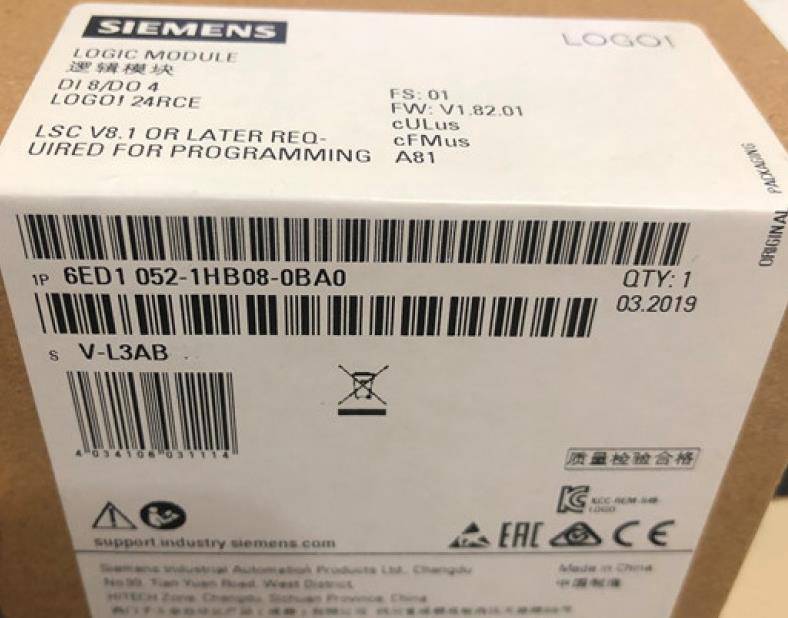 SIEMENS
LOGO!
LOGIC MODULE
逻辑模块
DI 8/DO 4
LOGO! 24RCE
FS: 01
FW: V1.82.01
cULus
cFMus
A81
LSC V8.1 OR LATER REQ-
UIRED FOR PROGRAMMING
ORIGINAL
PACKAGING
1P 6ED1 052-1HB08-0BA0
QTY: 1
03.2019
S V-L3AB
4 034106 031114
质量检验合格
LOGO
support.industry siemens.com
EAC
CE
Siemens Industrial Automation Products Ltd. Chengdu
Made in China
No.99, Tian Yuan Road, West District,
中国制造
HITECH Zone, Chengdu, Sichuan Province, China